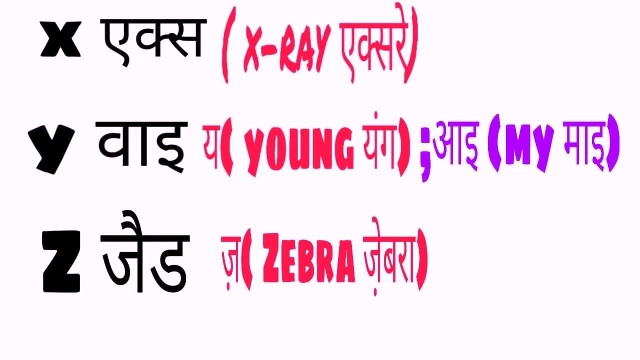 x एक्स ( X-RAY एक्सरे)
y वाइ य( YOUNG यंग) ;आइ (MY माइ)
Z जैड ज़( ZEBRA ज़ेबरा)